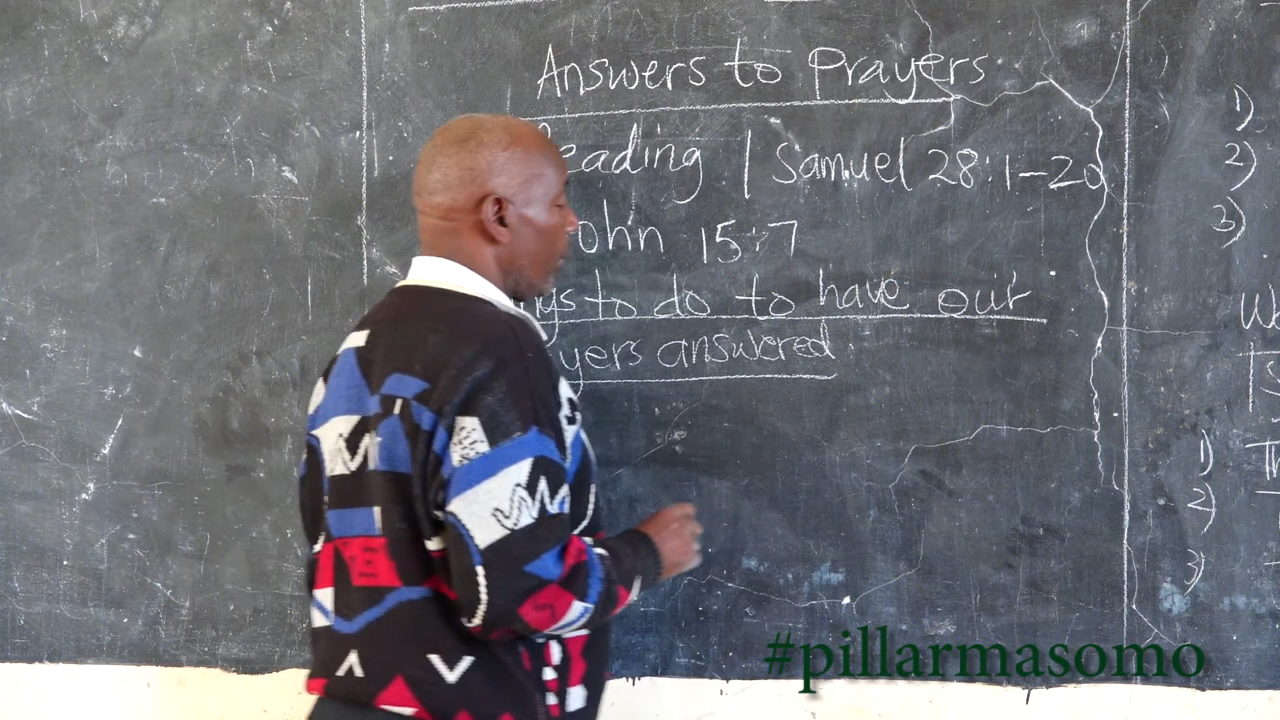 Answers to Prayers
eading 1 Samuel 28:1-20
ohn 15:7
ys to do to have our
yers answered
1)
2)
3)
1)
2)
3)
#pillarmasomo